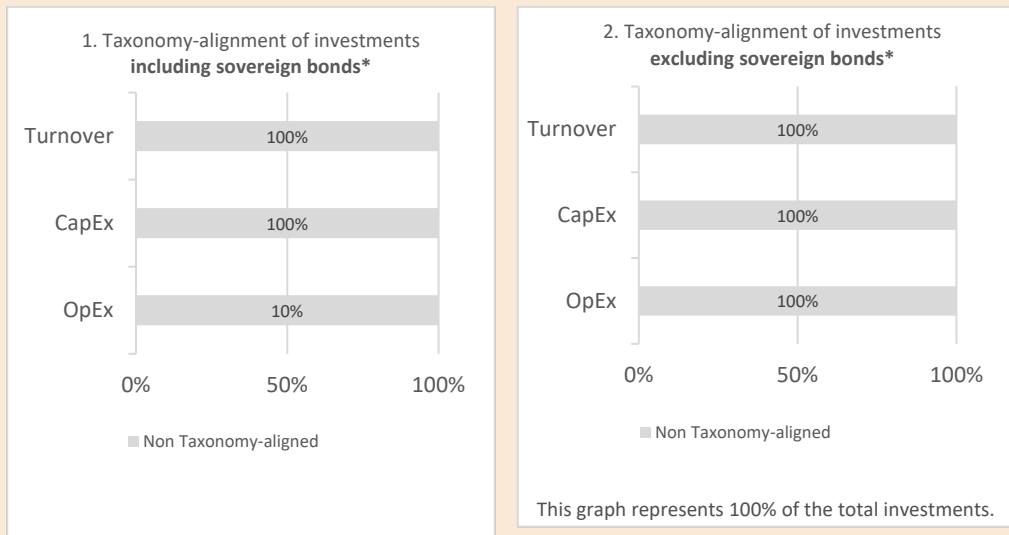 1. Taxonomy-alignment of investments
including sovereign bonds*
Turnover
100%
CapEx
100%
OpEx
10%
0%
50%
100%
Non Taxonomy-aligned
2. Taxonomy-alignment of investments
excluding sovereign bonds*
Turnover
100%
CapEx
100%
OpEx
100%
0%
50%
100%
Non Taxonomy-aligned
This graph represents 100% of the total investments.